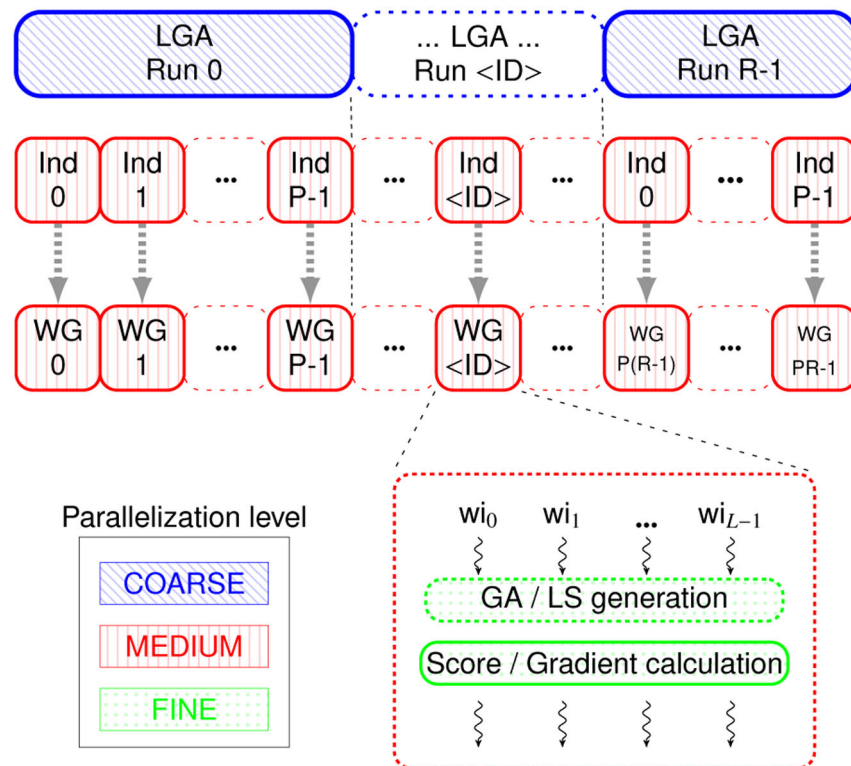 LGA
Run 0
... LGA ...
Run <ID>
LGA
Run R-1
Ind
0
Ind
1
...
Ind
P-1
...
Ind
<ID>
...
Ind
0
...
Ind
P-1
WG
0
WG
1
...
WG
P-1
...
WG
<ID>
...
WG
P(R-1)
...
WG
PR-1
Parallelization level
COARSE
MEDIUM
FINE
wi₀ wi₁ ... wi_{L−1}
GA / LS generation
Score / Gradient calculation